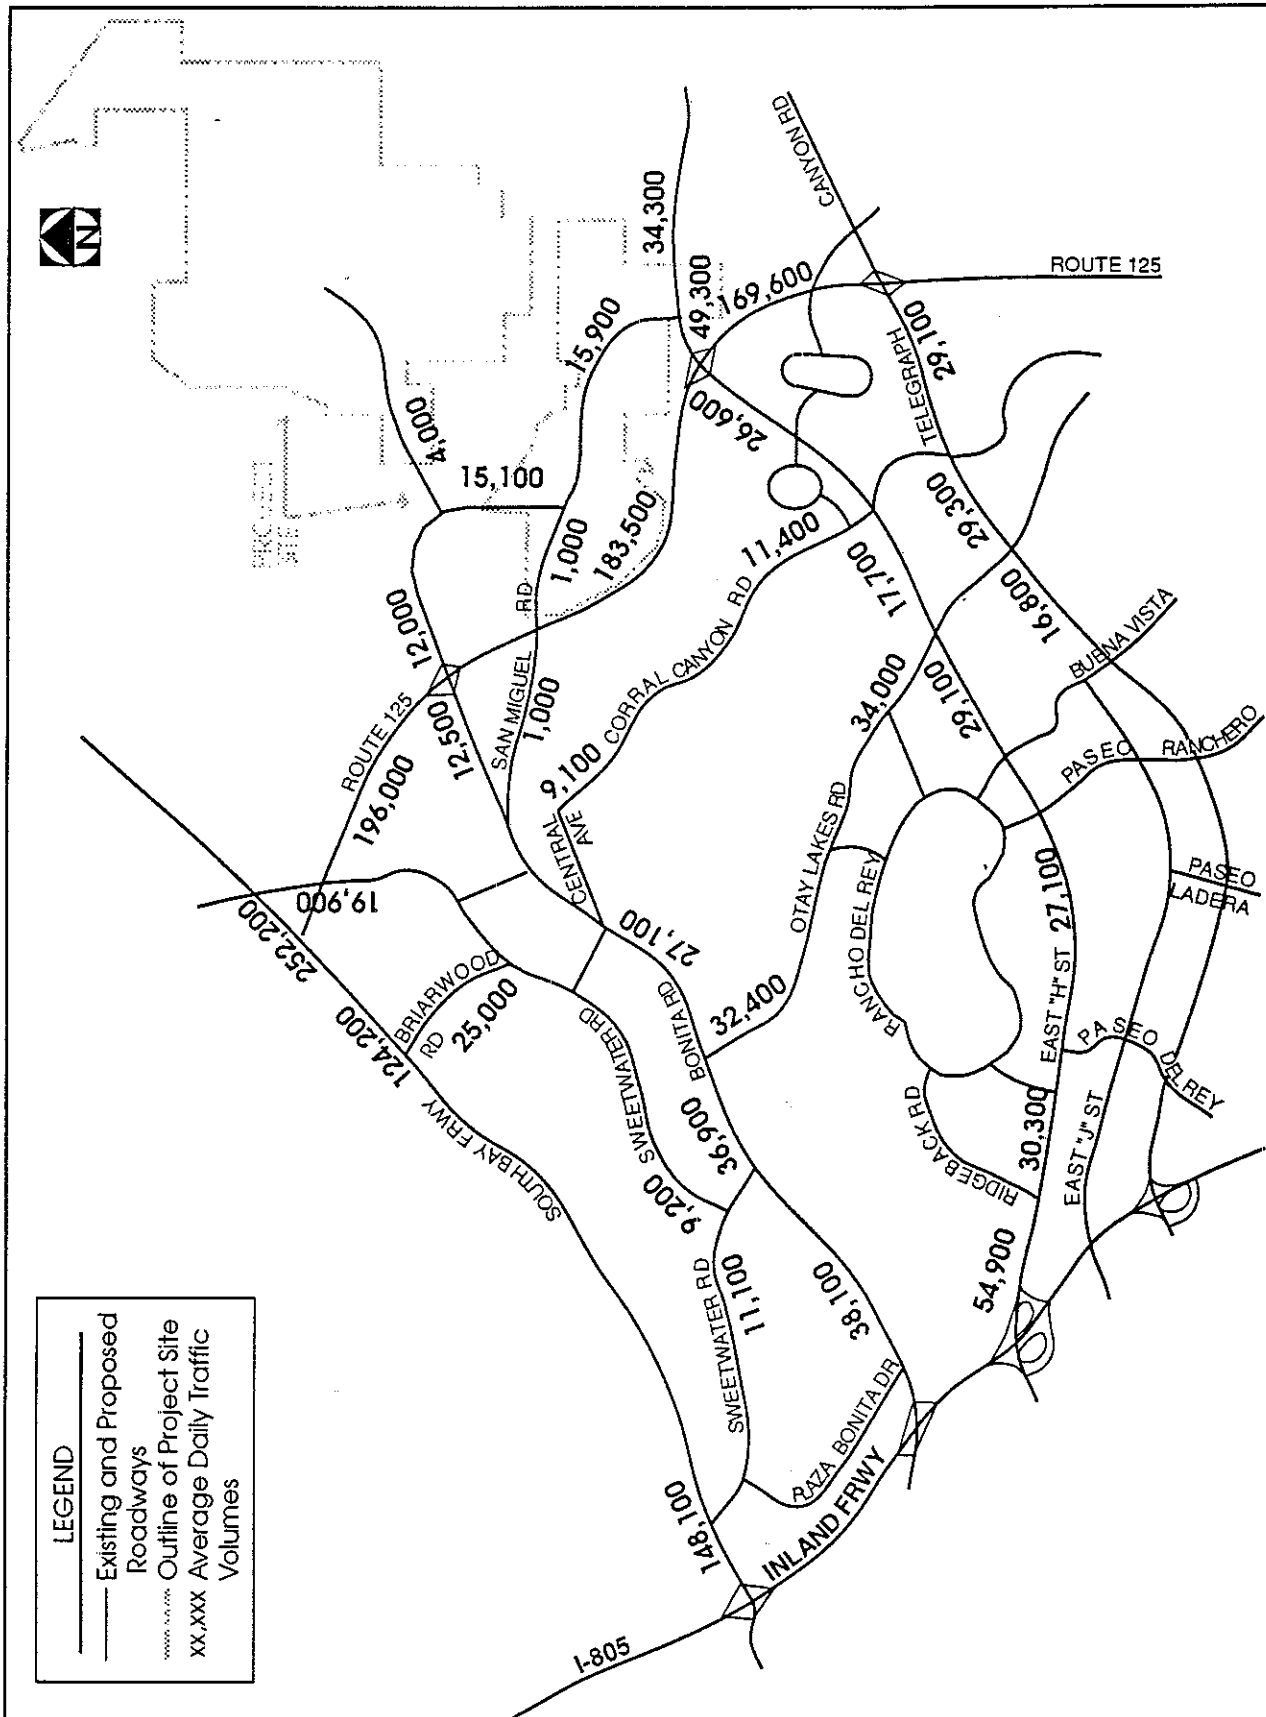 LEGEND
Existing and Proposed
Roadways
Outline of Project Site
xx,xxx Average Daily Traffic
Volumes
N
I-805
INLAND FRWY
148,100
SOUTH BAY FRWY
124,200
252,200
BRIARWOOD
RD
25,000
19,900
ROUTE 125
196,000
SWEETWATER RD
11,100
9,200
SWEETWATER RD
RAZA BONITA DR
38,100
36,900
BONITA RD
27,100
CENTRAL
AVE
9,100
CORRAL CANYON RD
11,400
12,500
12,000
4,000
15,100
15,900
SAN MIGUEL RD
1,000
1,000
183,500
34,300
49,300
169,600
26,600
17,700
ROUTE 125
TELEGRAPH
CANYON RD
29,100
29,300
16,800
OTAY LAKES RD
32,400
34,000
29,100
RANCHO DEL REY
RIDGEBACK RD
EAST "H" ST
27,100
30,300
54,900
EAST "J" ST
PASEO DEL REY
PASEO
LADERA
PASEO RANCHERO
BUENA VISTA